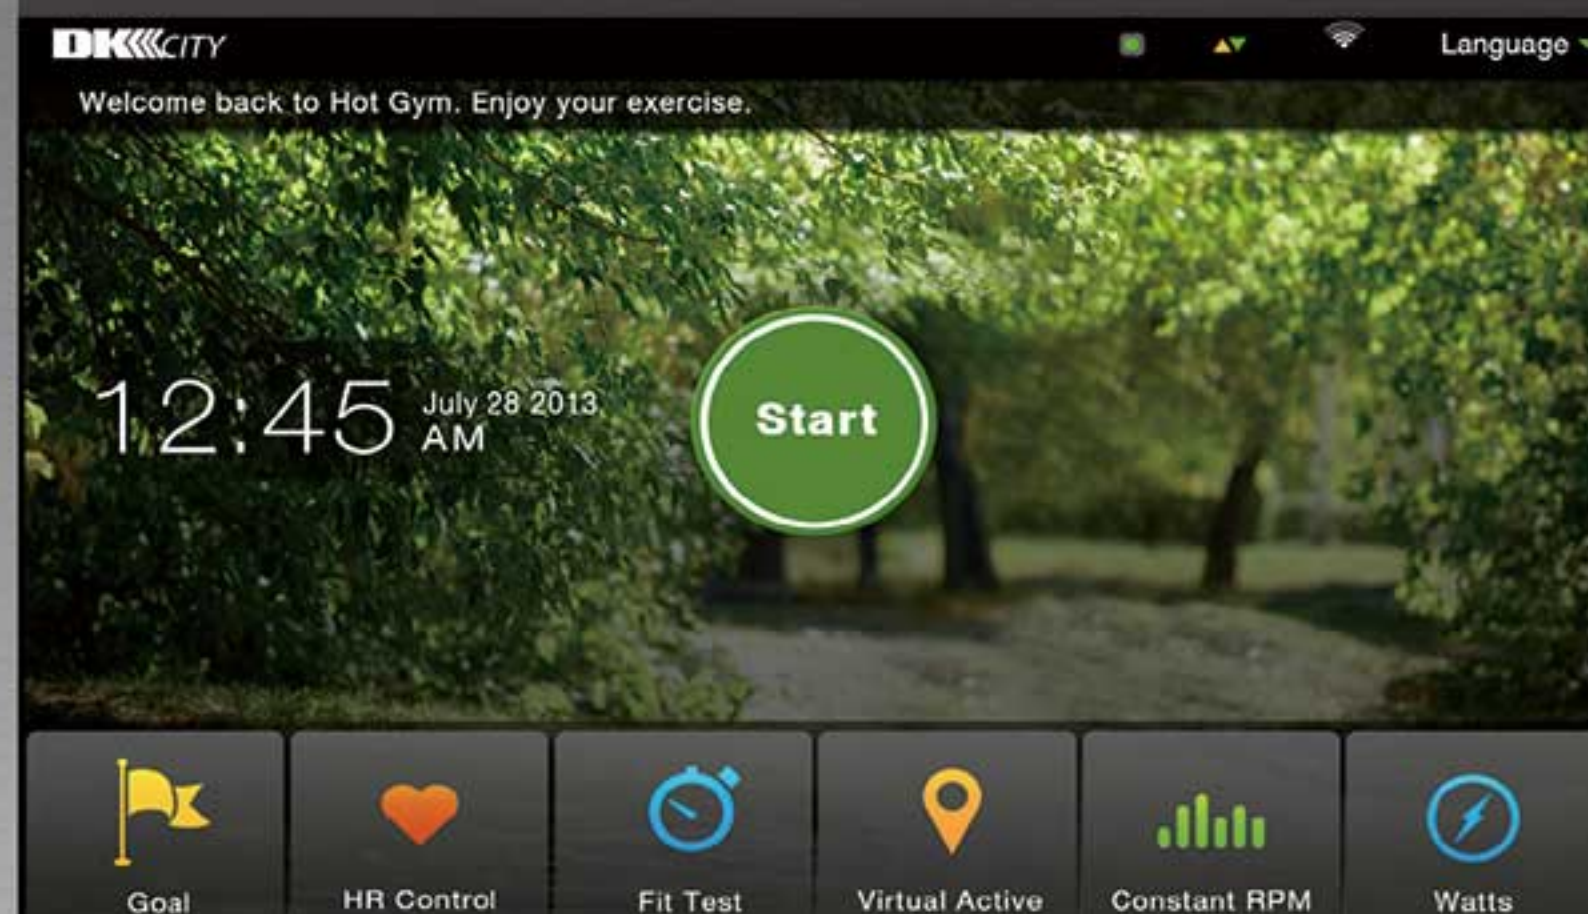 DK CITY
Language
Welcome back to Hot Gym. Enjoy your exercise.
12:45 July 28 2013
AM
Start
Goal
HR Control
Fit Test
Virtual Active
Constant RPM
Watts